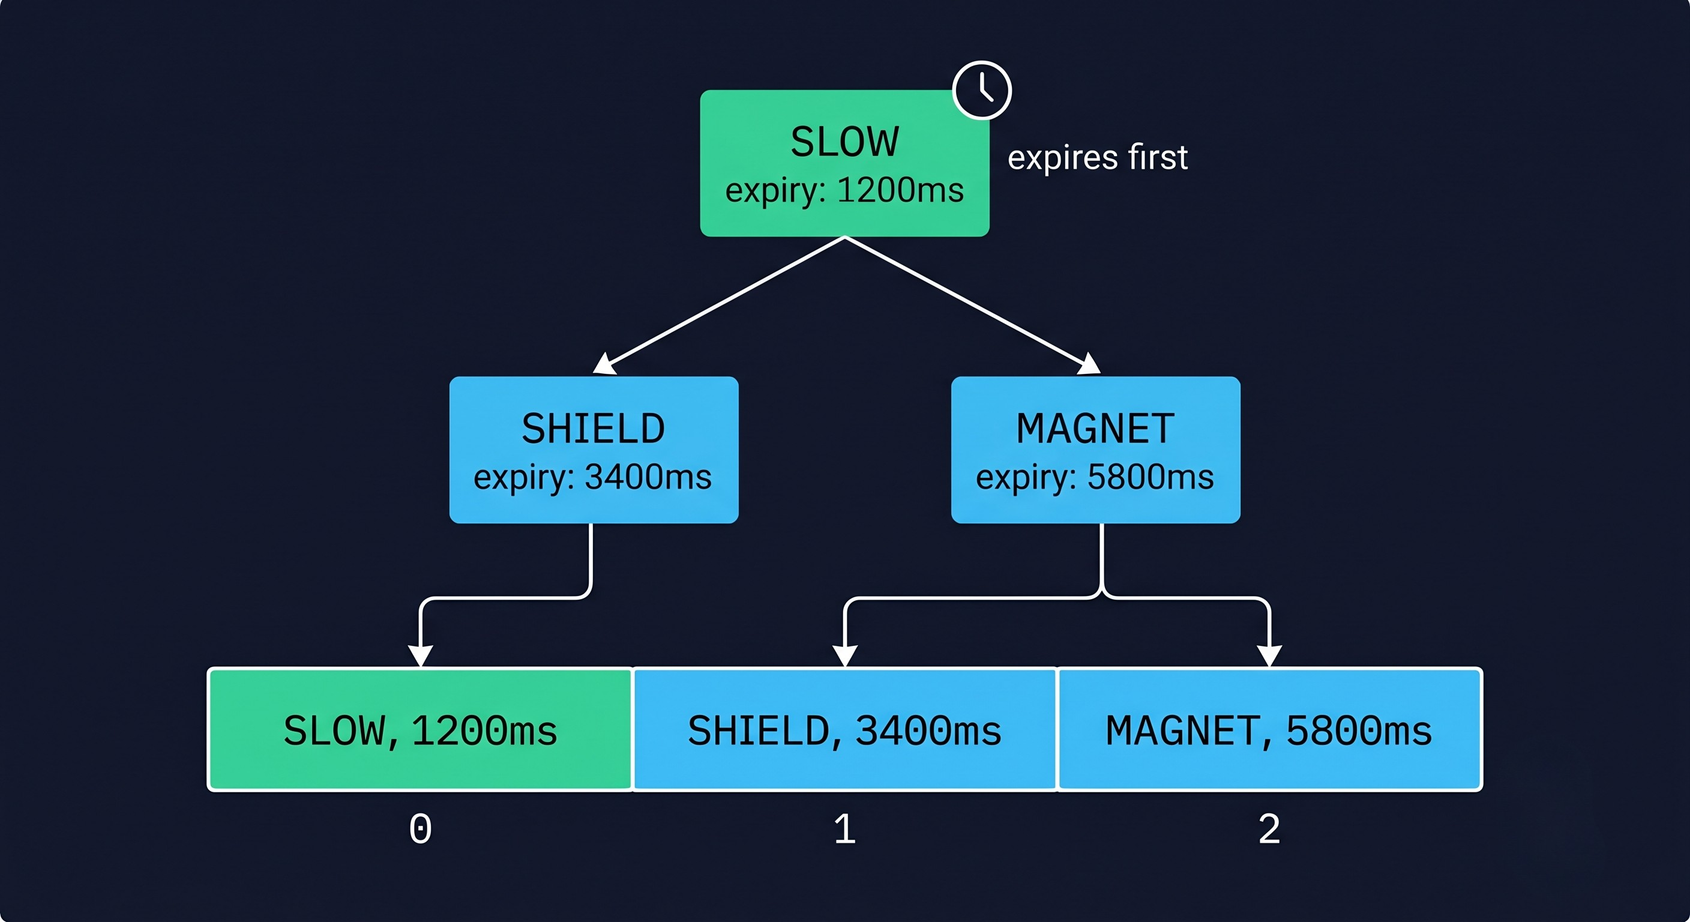 SLOW
expiry: 1200ms
expires first
SHIELD
expiry: 3400ms
MAGNET
expiry: 5800ms
SLOW, 1200ms
SHIELD, 3400ms
MAGNET, 5800ms
0
1
2